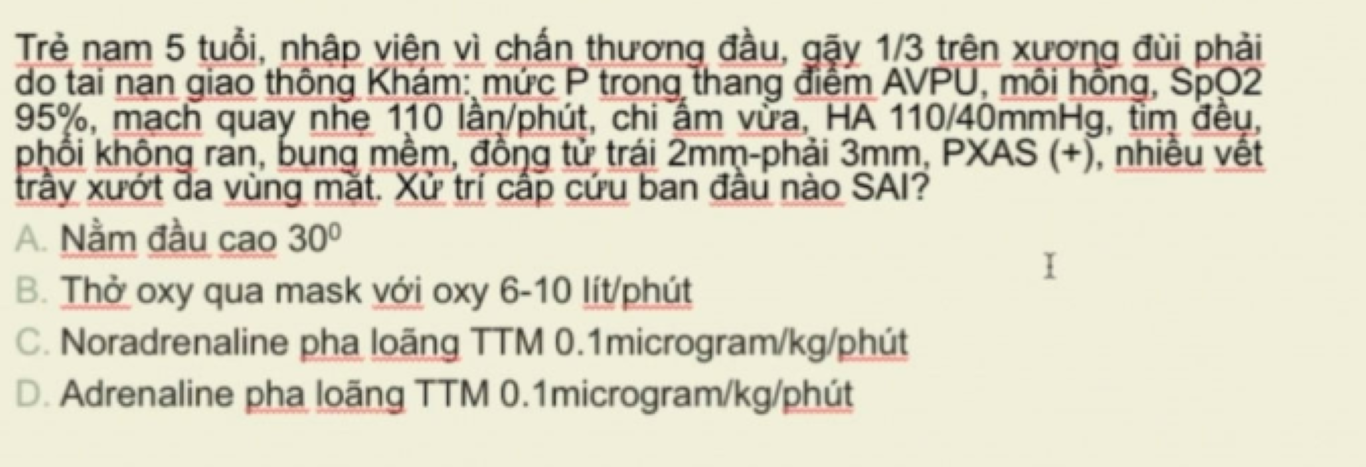 Trẻ nam 5 tuổi, nhập viện vì chấn thương đầu, gãy 1/3 trên xương đùi phải
do tai nạn giao thông Khám: mức P trong thang điểm AVPU, môi hồng, SpO2
95%, mạch quay nhẹ 110 lần/phút, chi ấm vừa, HA 110/40mmHg, tim đều,
phổi không ran, bụng mềm, đồng tử trái 2mm-phải 3mm, PXAS (+), nhiều vết
trầy xướt da vùng mặt. Xử trí cấp cứu ban đầu nào SAI?
A. Nằm đầu cao 30⁰
B. Thở oxy qua mask với oxy 6-10 lít/phút
C. Noradrenaline pha loãng TTM 0.1microgram/kg/phút
D. Adrenaline pha loãng TTM 0.1microgram/kg/phút